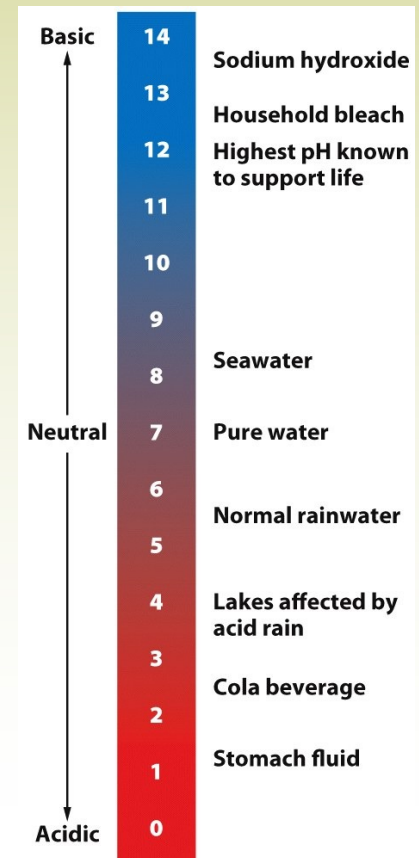 Basic
14
Sodium hydroxide
13
Household bleach
12
Highest pH known
to support life
11
10
9
Seawater
8
Neutral
7
Pure water
6
Normal rainwater
5
4
Lakes affected by
acid rain
3
Cola beverage
2
Stomach fluid
1
Acidic
0